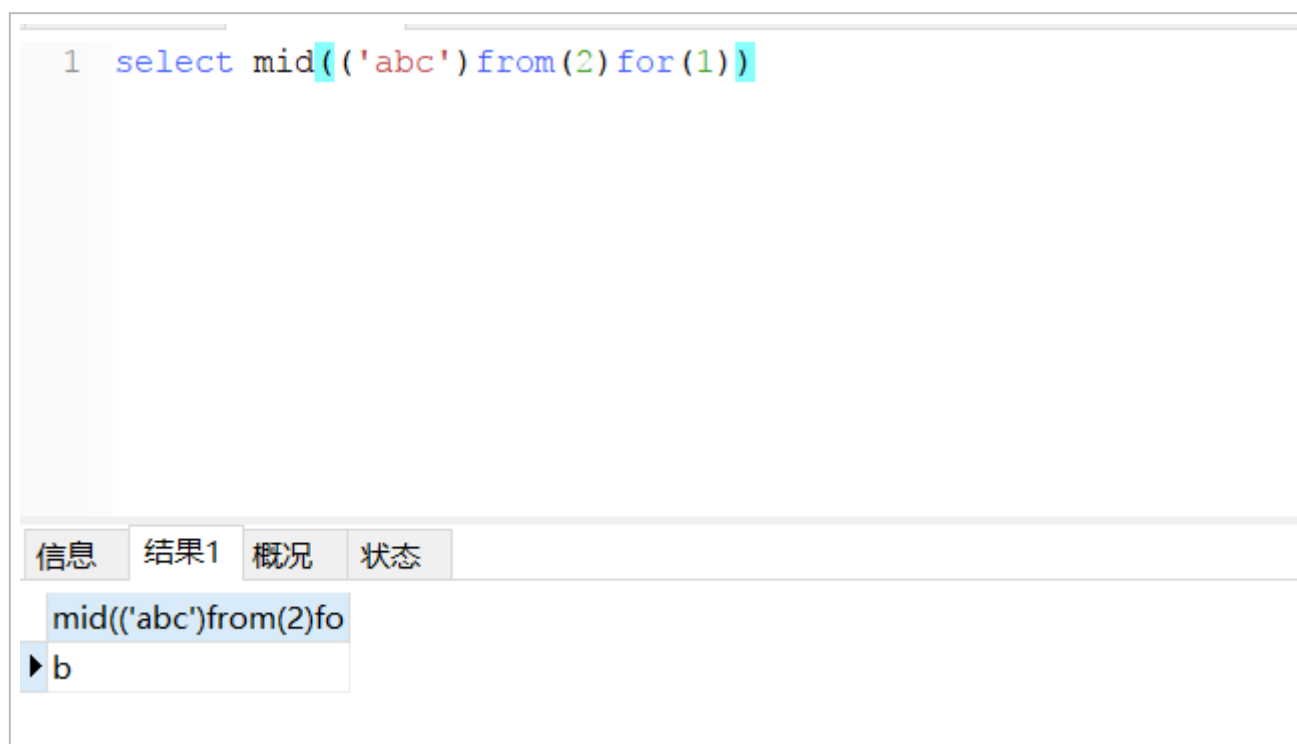 1 select mid(('abc')from(2)for(1))
信息 结果1 概况 状态
mid(('abc')from(2)fo
b